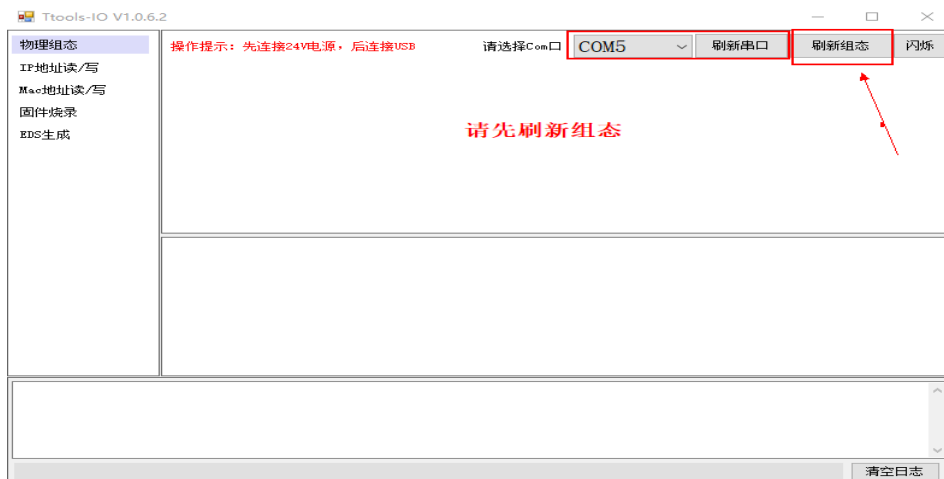 Ttools-IO V1.0.6.2
物理组态
IP地址读/写
Mac地址读/写
固件烧录
EDS生成
操作提示：先连接24V电源，后连接USB
请选择Com口
COM5
刷新串口
刷新组态
闪烁
请先刷新组态
清空日志